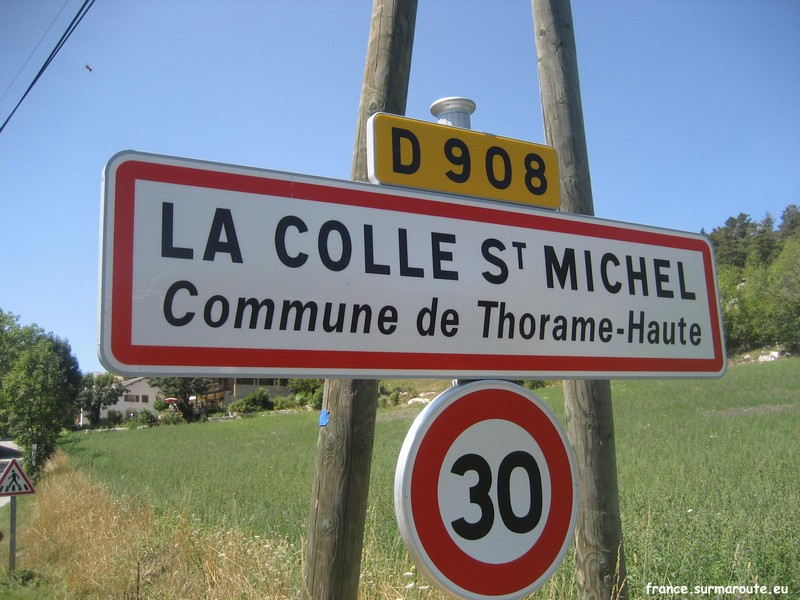 D 908
LA COLLE ST MICHEL
Commune de Thorame-Haute
30
france.surmaroute.eu